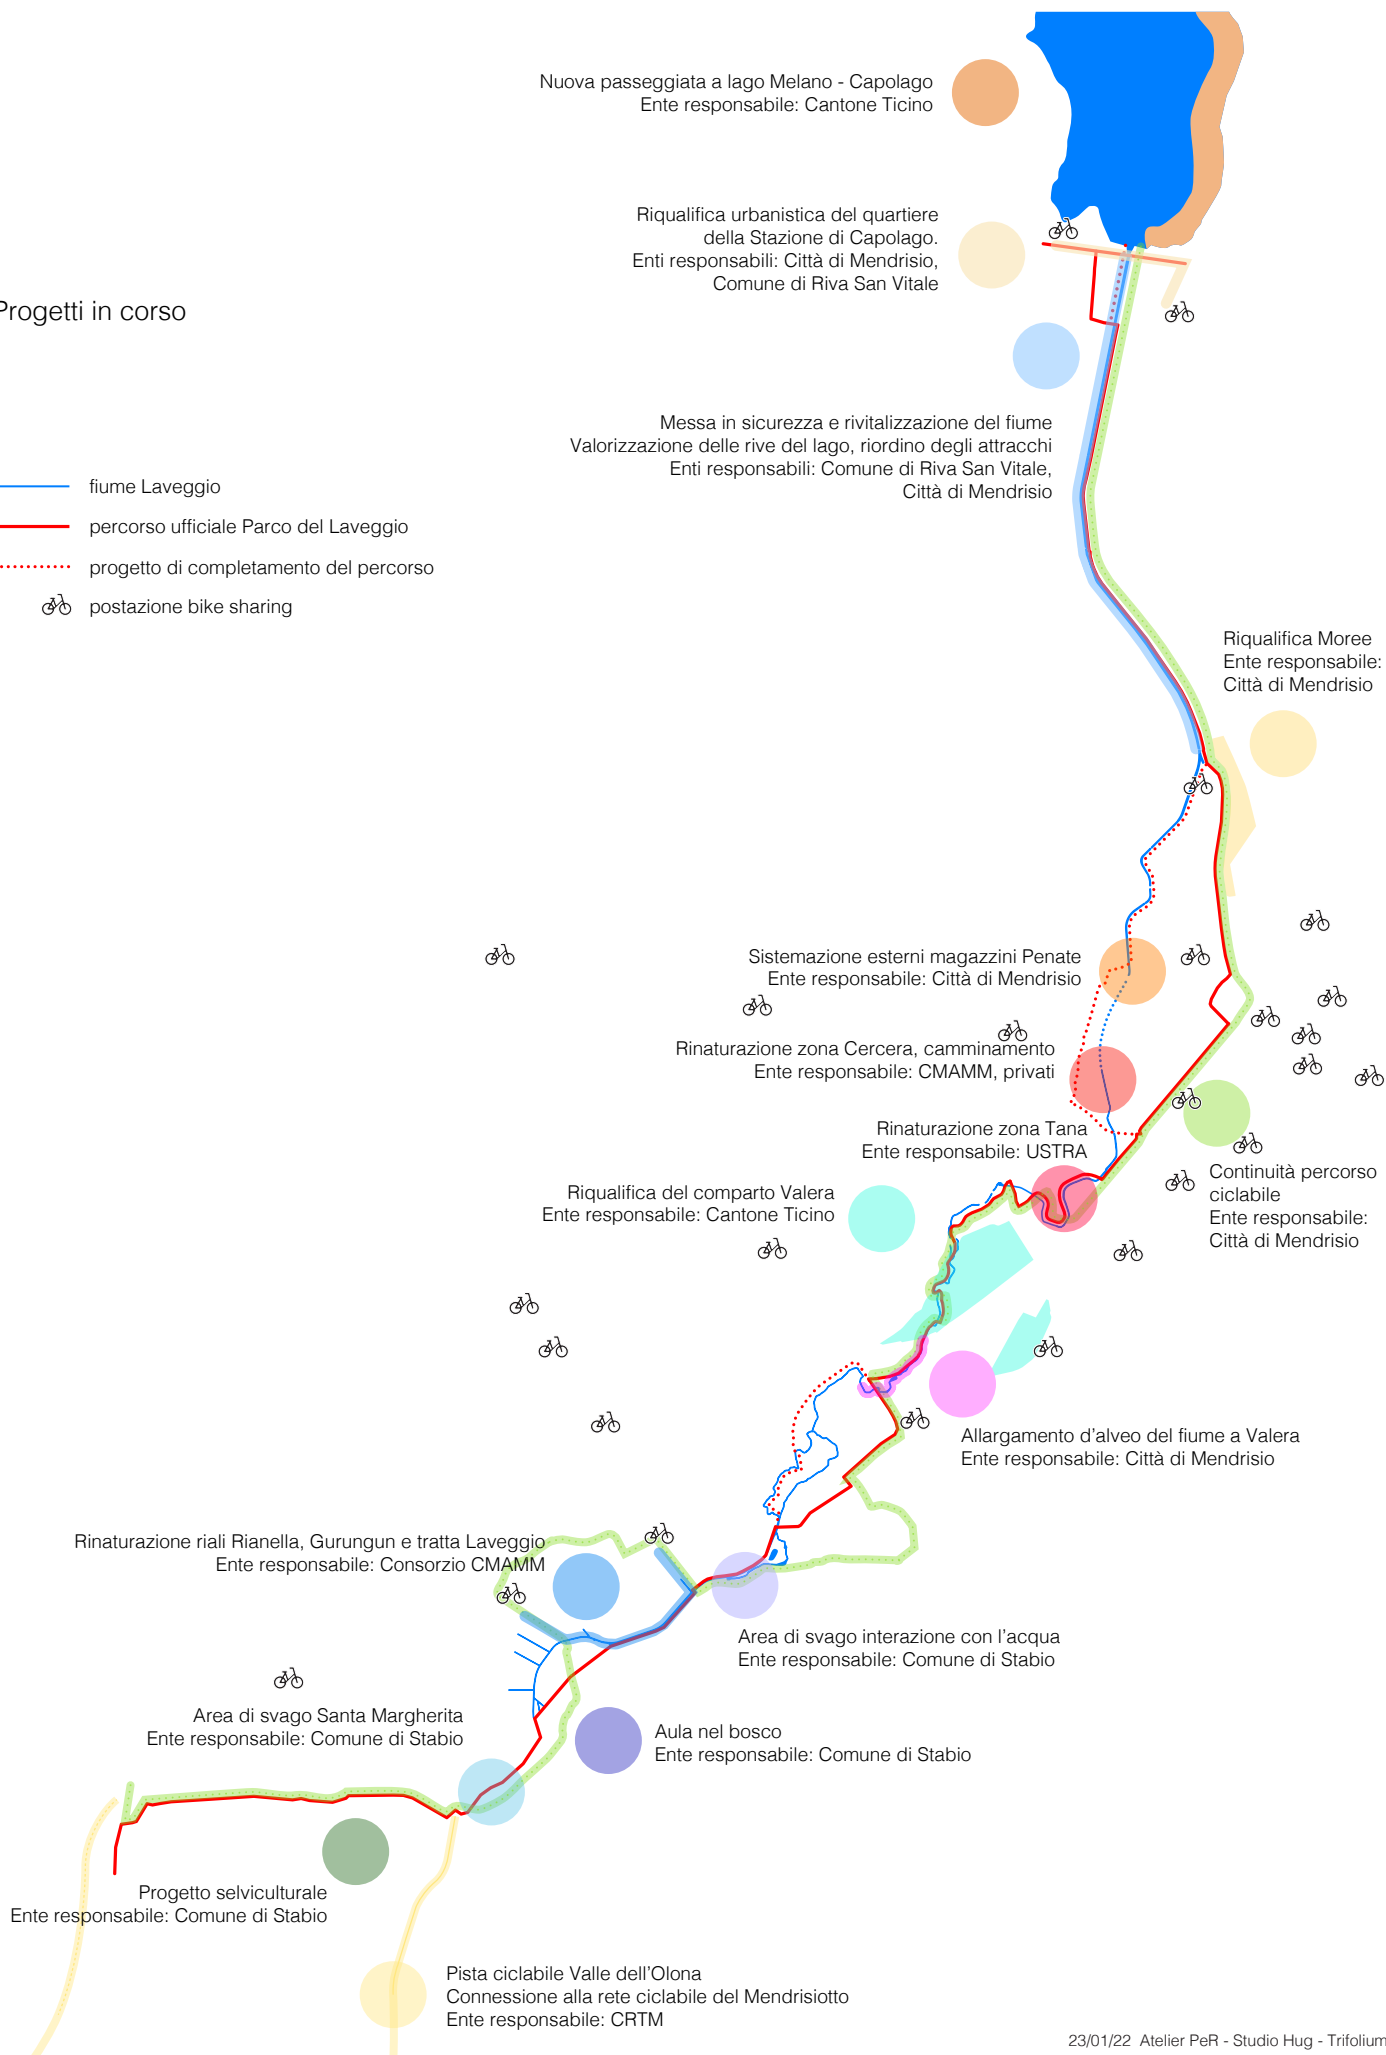 Nuova passeggiata a lago Melano - Capolago
Ente responsabile: Cantone Ticino
Riqualifica urbanistica del quartiere
della Stazione di Capolago.
Enti responsabili: Città di Mendrisio,
Comune di Riva San Vitale
Progetti in corso
Messa in sicurezza e rivitalizzazione del fiume
Valorizzazione delle rive del lago, riordino degli attracchi
Enti responsabili: Comune di Riva San Vitale,
Città di Mendrisio
fiume Laveggio
percorso ufficiale Parco del Laveggio
progetto di completamento del percorso
postazione bike sharing
Riqualifica Moree
Ente responsabile:
Città di Mendrisio
Sistemazione esterni magazzini Penate
Ente responsabile: Città di Mendrisio
Rinaturazione zona Cercera, camminamento
Ente responsabile: CMAMM, privati
Rinaturazione zona Tana
Ente responsabile: USTRA
Continuità percorso
ciclabile
Ente responsabile:
Città di Mendrisio
Riqualifica del comparto Valera
Ente responsabile: Cantone Ticino
Allargamento d'alveo del fiume a Valera
Ente responsabile: Città di Mendrisio
Rinaturazione riali Rianella, Gurungun e tratta Laveggio
Ente responsabile: Consorzio CMAMM
Area di svago interazione con l'acqua
Ente responsabile: Comune di Stabio
Area di svago Santa Margherita
Ente responsabile: Comune di Stabio
Aula nel bosco
Ente responsabile: Comune di Stabio
Progetto selviculturale
Ente responsabile: Comune di Stabio
Pista ciclabile Valle dell'Olona
Connessione alla rete ciclabile del Mendrisiotto
Ente responsabile: CRTM
23/01/22 Atelier PeR - Studio Hug - Trifolium